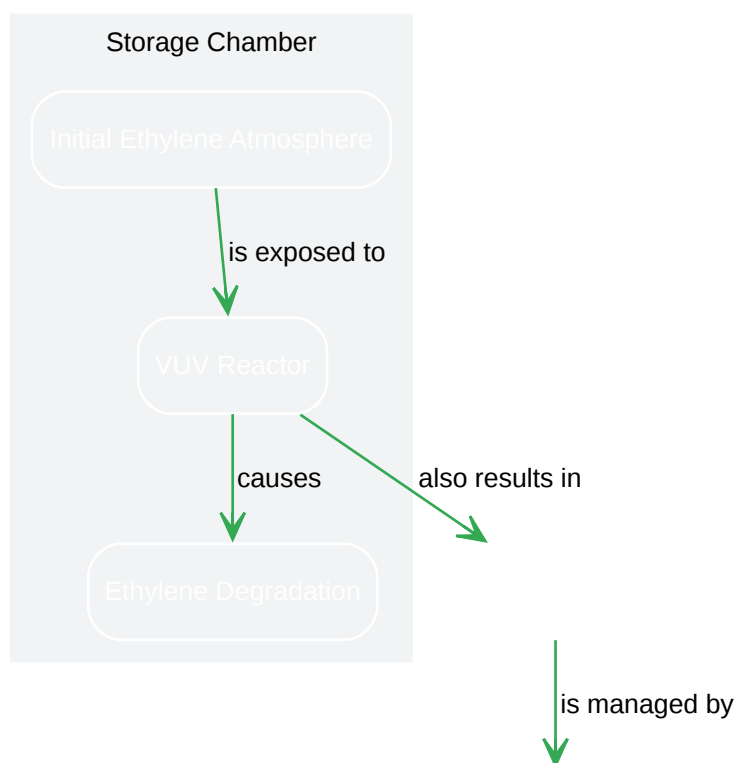 Storage Chamber
Initial Ethylene Atmosphere
is exposed to
VUV Reactor
causes
also results in
Ethylene Degradation
is managed by